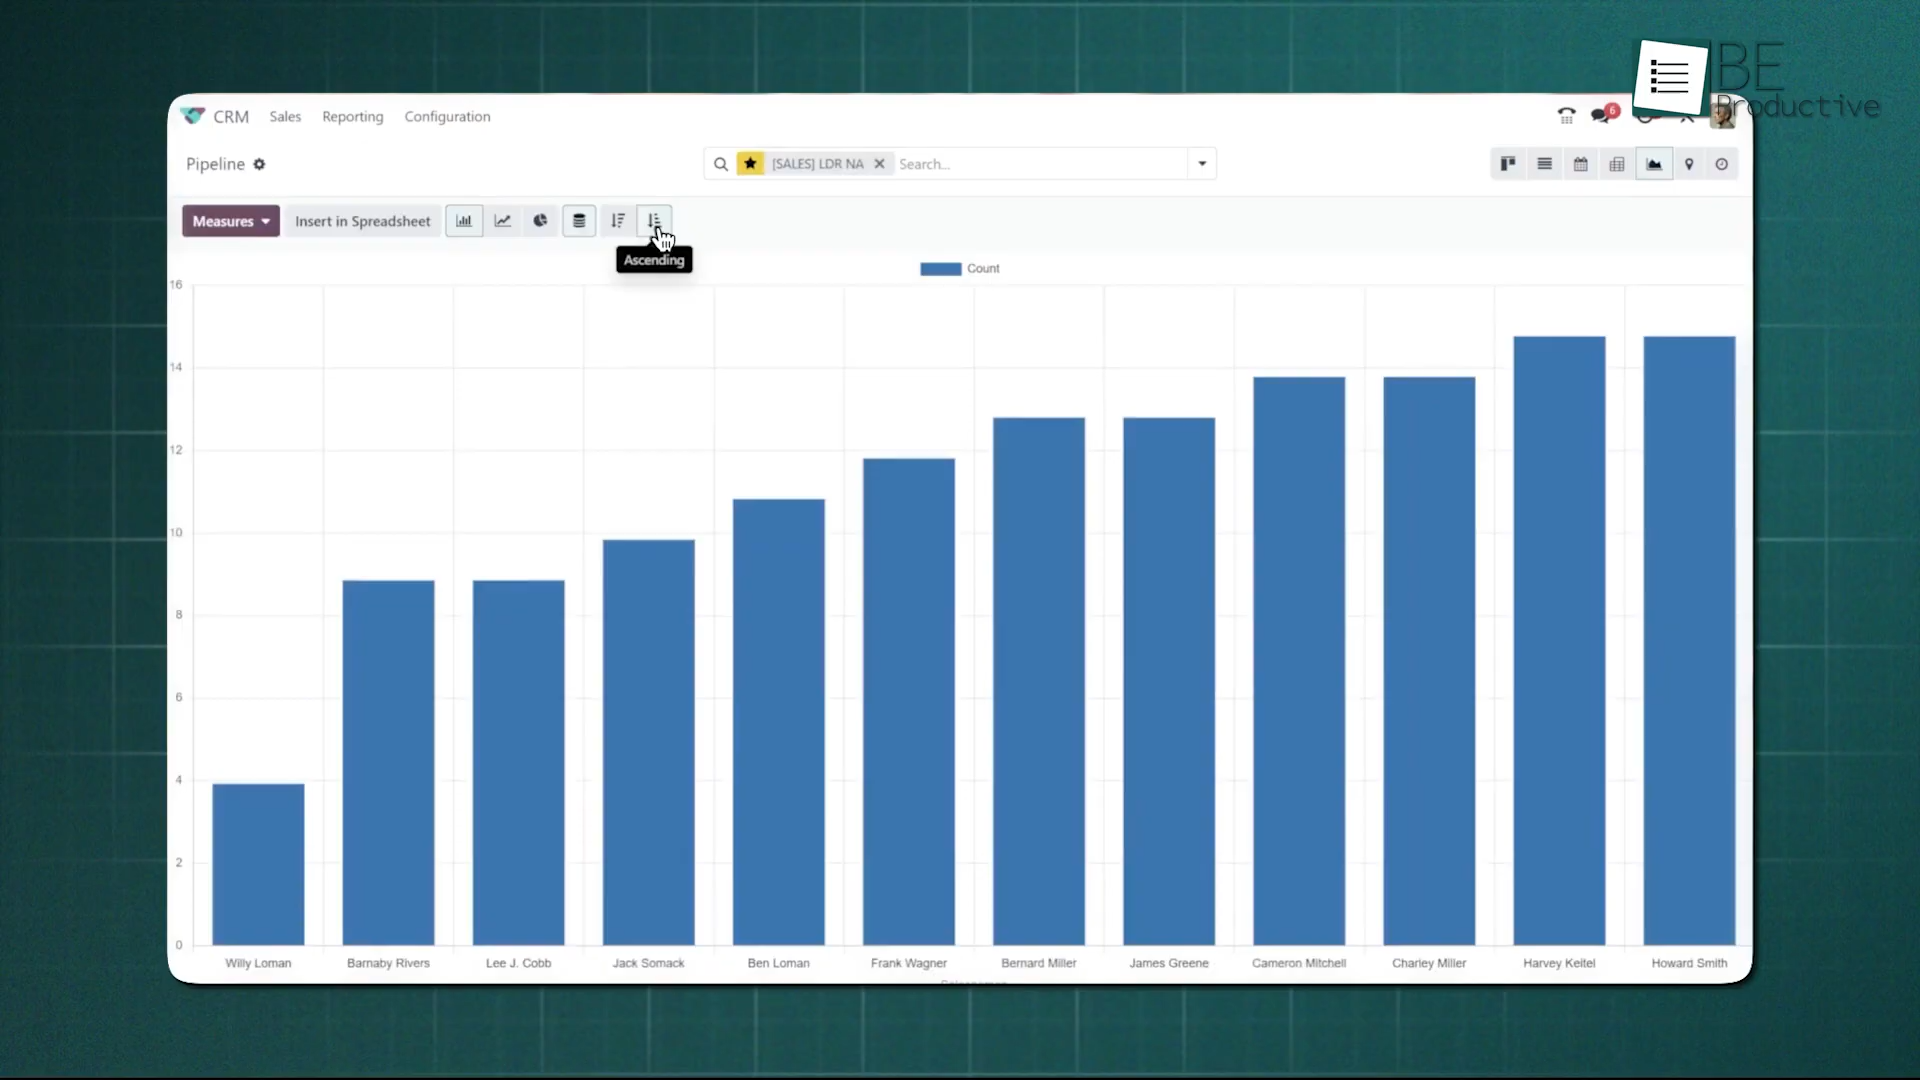 BE
Productive
CRM Sales Reporting Configuration
6
Pipeline
[SALES] LDR NA
Search...
Measures
Insert in Spreadsheet
Ascending
Count
16
14
12
10
8
6
4
2
0
Willy Loman Barnaby Rivers Lee J. Cobb Jack Somack Ben Loman Frank Wagner Bernard Miller James Greene Cameron Mitchell Charley Miller Harvey Keitel Howard Smith